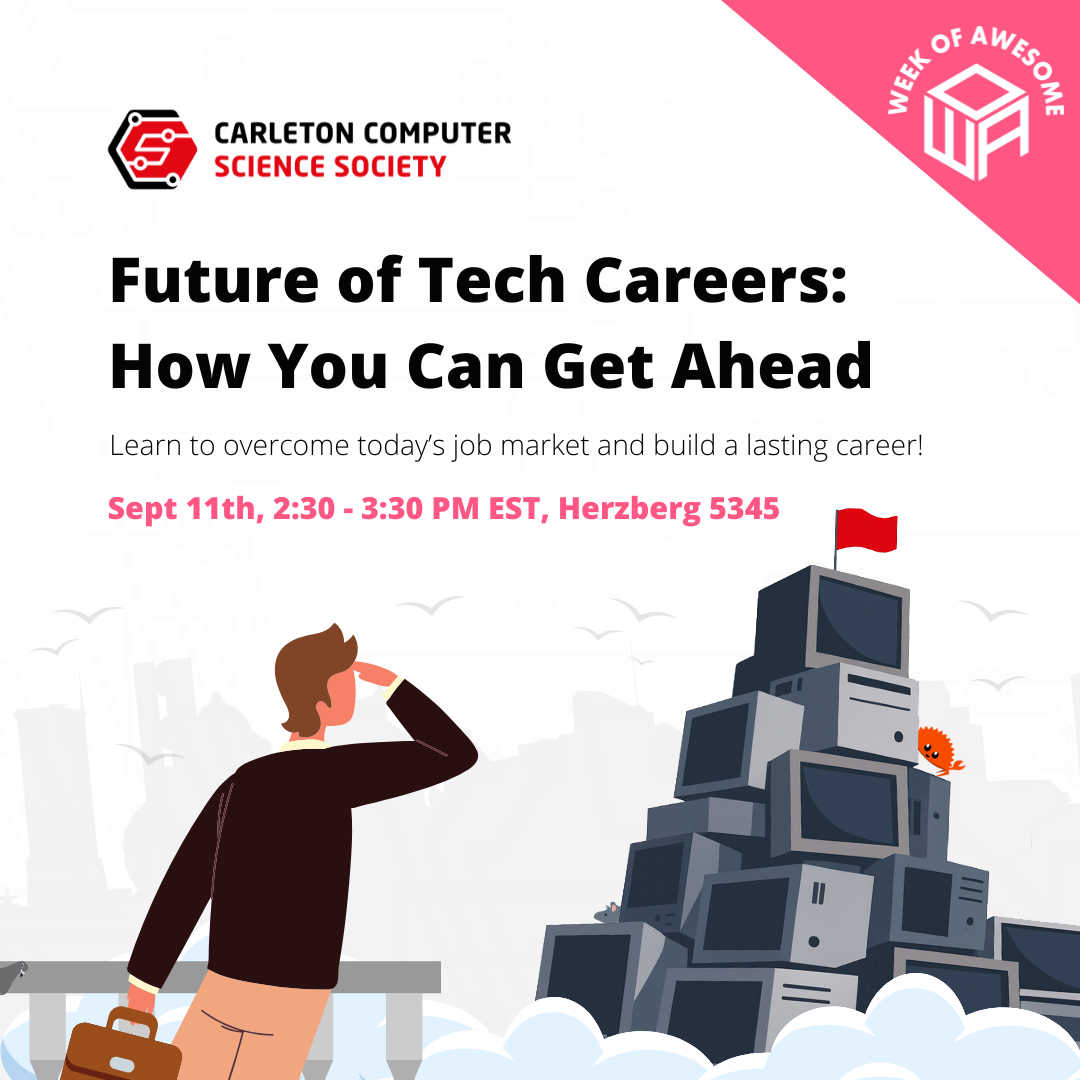 WEEK OF AWESOME
WOA
CARLETON COMPUTER
SCIENCE SOCIETY
Future of Tech Careers:
How You Can Get Ahead
Learn to overcome today’s job market and build a lasting career!
Sept 11th, 2:30 - 3:30 PM EST, Herzberg 5345